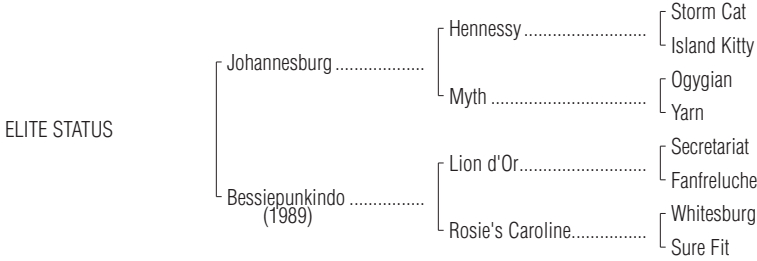 Storm Cat
Hennessy ..........................
Island Kitty
Johannesburg ...................
Ogygian
Myth .................................
Yarn
ELITE STATUS
Secretariat
Lion d'Or...........................
Fanfreluche
Bessiepunkindo ................
(1989)
Whitesburg
Rosie's Caroline................
Sure Fit